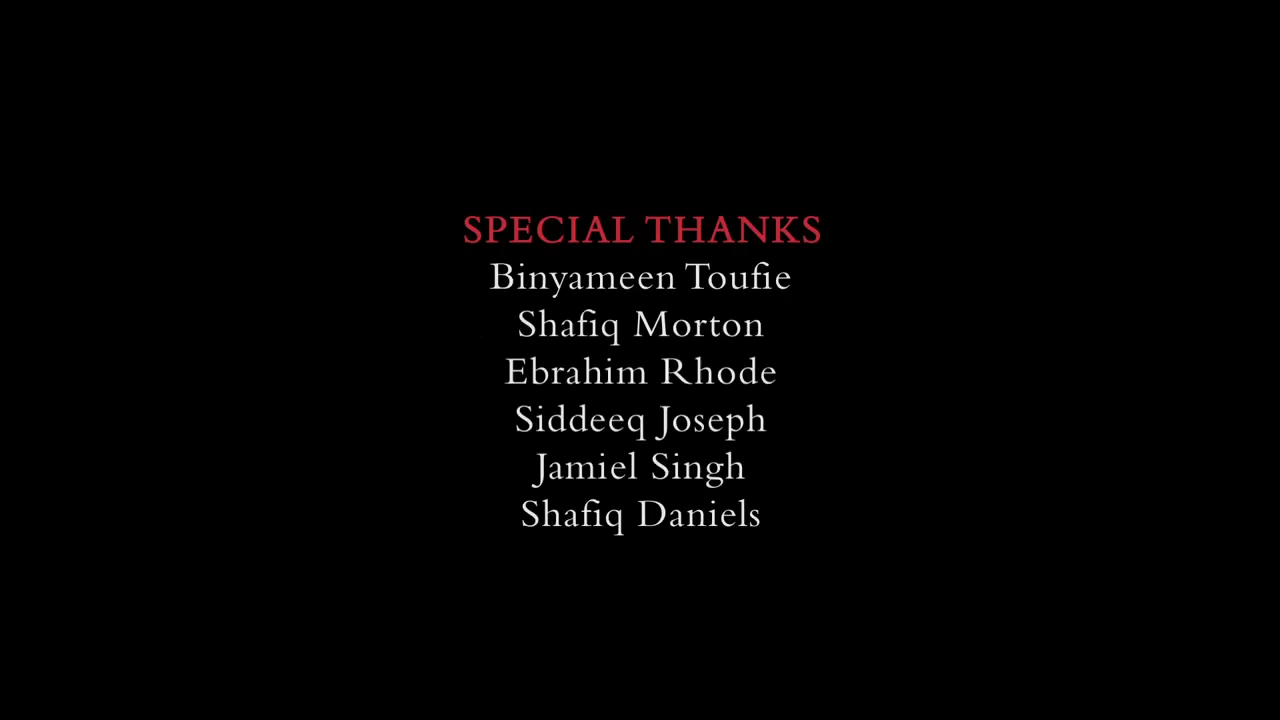 SPECIAL THANKS
Binyameen Toufie
Shafiq Morton
Ebrahim Rhode
Siddeeq Joseph
Jamiel Singh
Shafiq Daniels